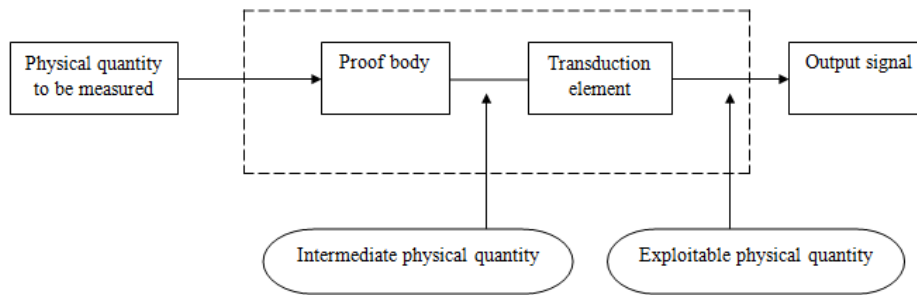 Physical quantity
to be measured
Proof body
Transduction
element
Output signal
Intermediate physical quantity
Exploitable physical quantity